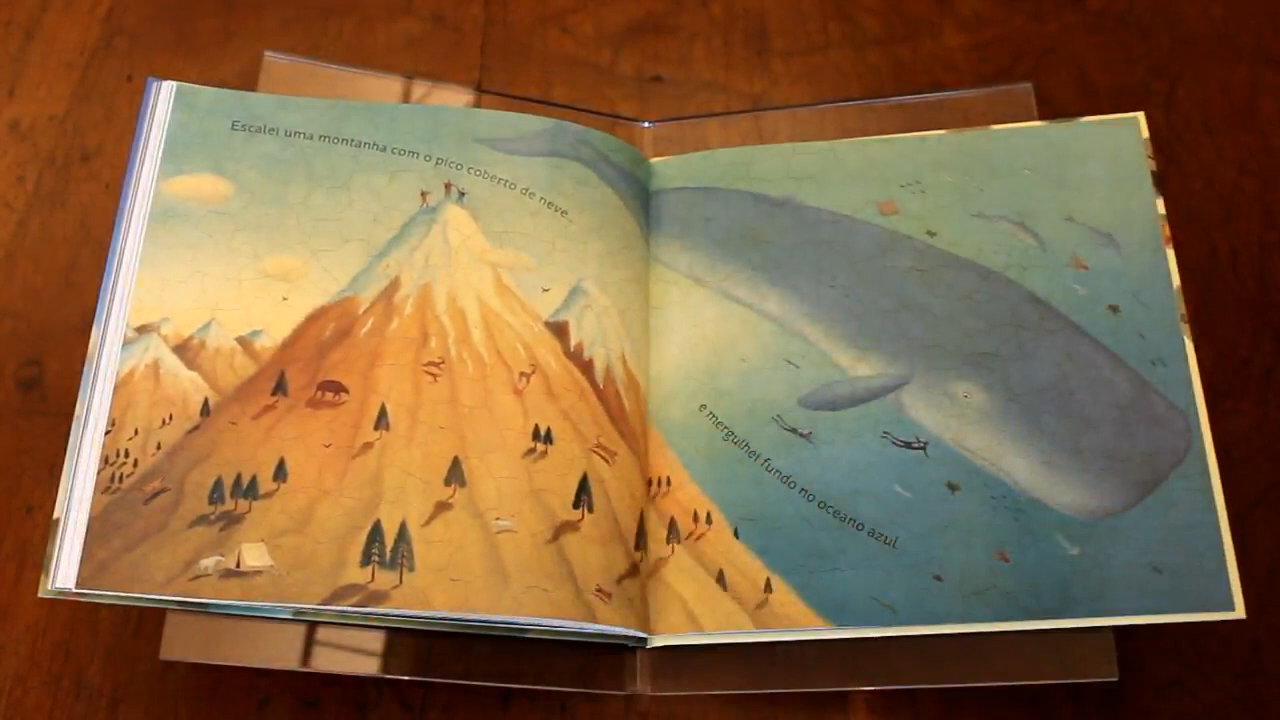 Escalei uma montanha com o pico coberto de neve...
e mergulhei fundo no oceano azul.